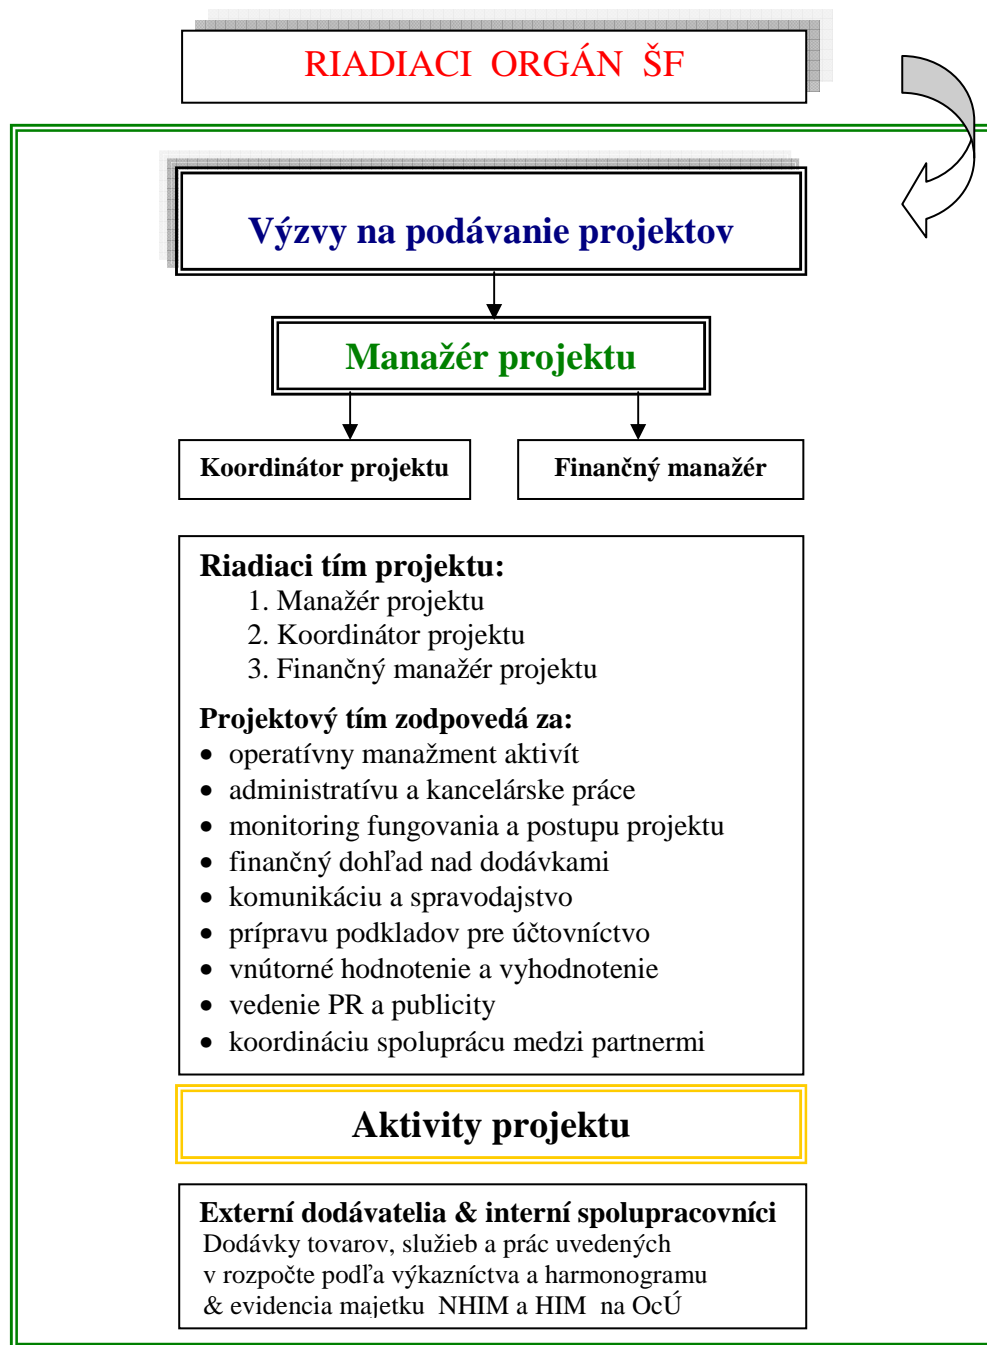 RIADIACI ORGÁN ŠF
Výzvy na podávanie projektov
Manažér projektu
Koordinátor projektu
Finančný manažér
Riadiaci tím projektu:
1. Manažér projektu
2. Koordinátor projektu
3. Finančný manažér projektu
Projektový tím zodpovedá za:
• operatívny manažment aktivít
• administratívu a kancelárske práce
• monitoring fungovania a postupu projektu
• finančný dohľad nad dodávkami
• komunikáciu a spravodajstvo
• prípravu podkladov pre účtovníctvo
• vnútorné hodnotenie a vyhodnotenie
• vedenie PR a publicity
• koordináciu spoluprácu medzi partnermi
Aktivity projektu
Externí dodávatelia & interní spolupracovníci
Dodávky tovarov, služieb a prác uvedených
v rozpočte podľa výkazníctva a harmonogramu
& evidencia majetku NHIM a HIM na OcÚ